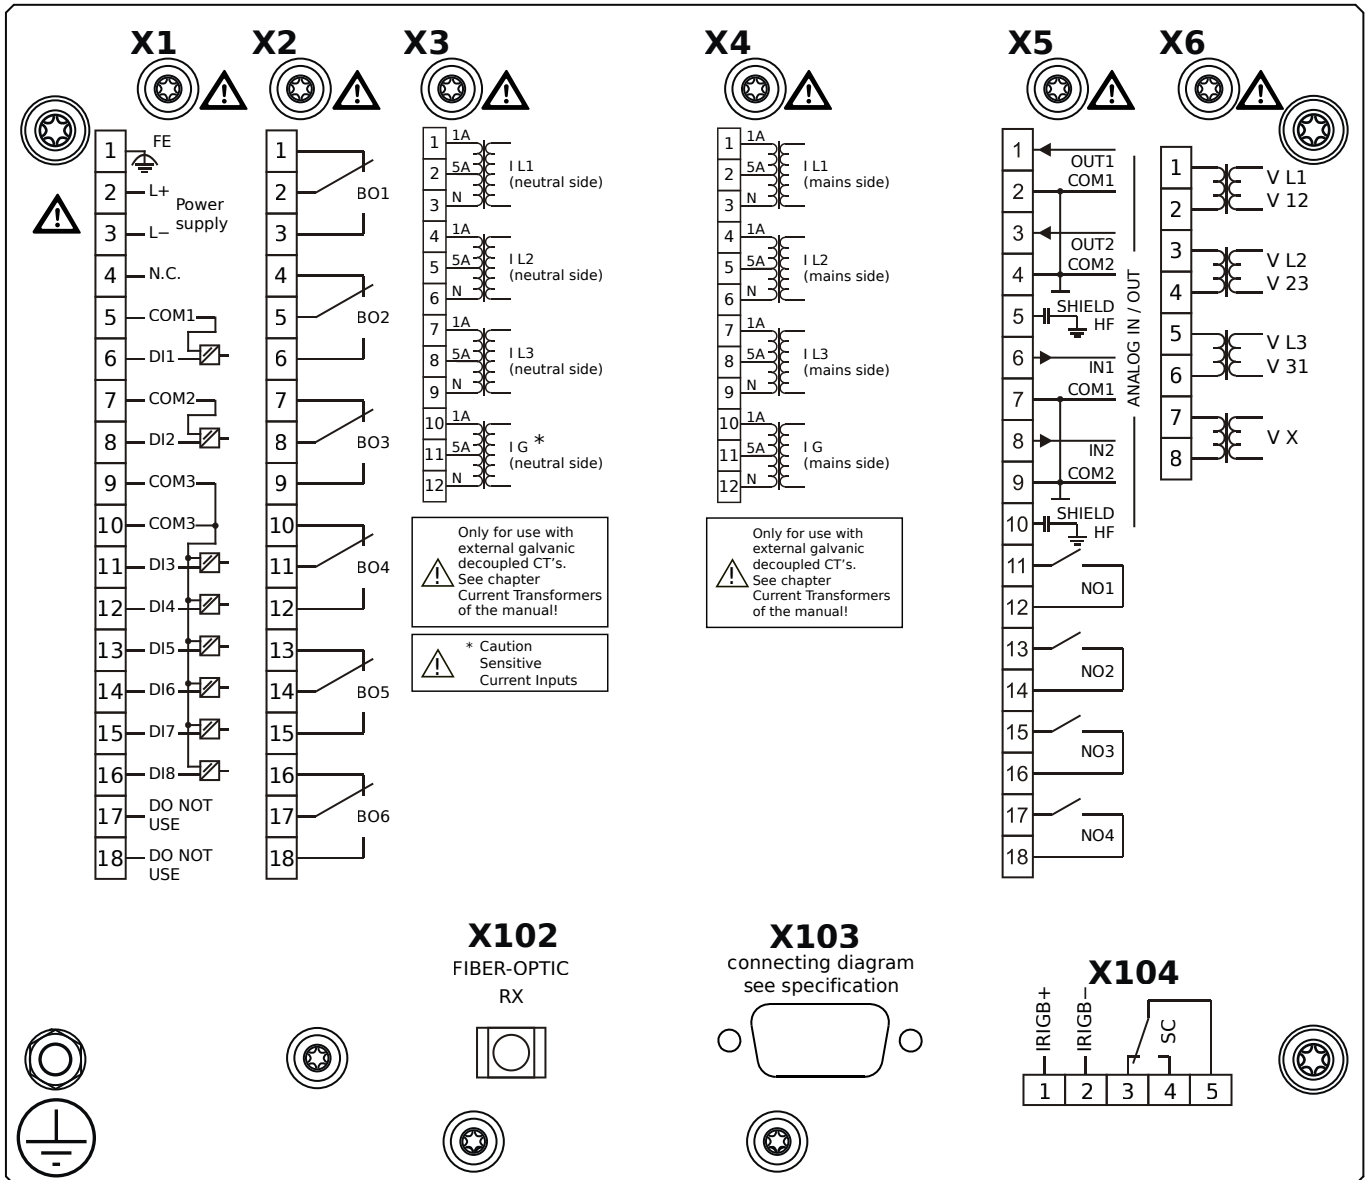 X1
X2
X3
X4
X5
X6
1
FE
2
L+
Power
supply
3
L−
4
N.C.
5
COM1
6
DI1
7
COM2
8
DI2
9
COM3
10
COM3
11
DI3
12
DI4
13
DI5
14
DI6
15
DI7
16
DI8
17
DO NOT
USE
18
DO NOT
USE
1
2
BO1
3
4
5
BO2
6
7
8
BO3
9
10
11
BO4
12
13
14
BO5
15
16
17
BO6
18
1
1A
2
5A
3
N
I L1
(neutral side)
4
1A
5
5A
6
N
I L2
(neutral side)
7
1A
8
5A
9
N
I L3
(neutral side)
10
1A
11
5A
12
N
I G *
(neutral side)
Only for use with
external galvanic
decoupled CT's.
See chapter
Current Transformers
of the manual!
* Caution
Sensitive
Current Inputs
1
1A
2
5A
3
N
I L1
(mains side)
4
1A
5
5A
6
N
I L2
(mains side)
7
1A
8
5A
9
N
I L3
(mains side)
10
1A
11
5A
12
N
I G
(mains side)
Only for use with
external galvanic
decoupled CT's.
See chapter
Current Transformers
of the manual!
1
OUT1
2
COM1
3
OUT2
4
COM2
5
SHIELD
HF
6
IN1
7
COM1
8
IN2
9
COM2
10
SHIELD
HF
ANALOG IN / OUT
11
NO1
12
13
NO2
14
15
NO3
16
17
NO4
18
1
V L1
2
V 12
3
V L2
4
V 23
5
V L3
6
V 31
7
V X
8
X102
FIBER-OPTIC
RX
X103
connecting diagram
see specification
X104
IRIGB+
IRIGB−
SC
1 2 3 4 5